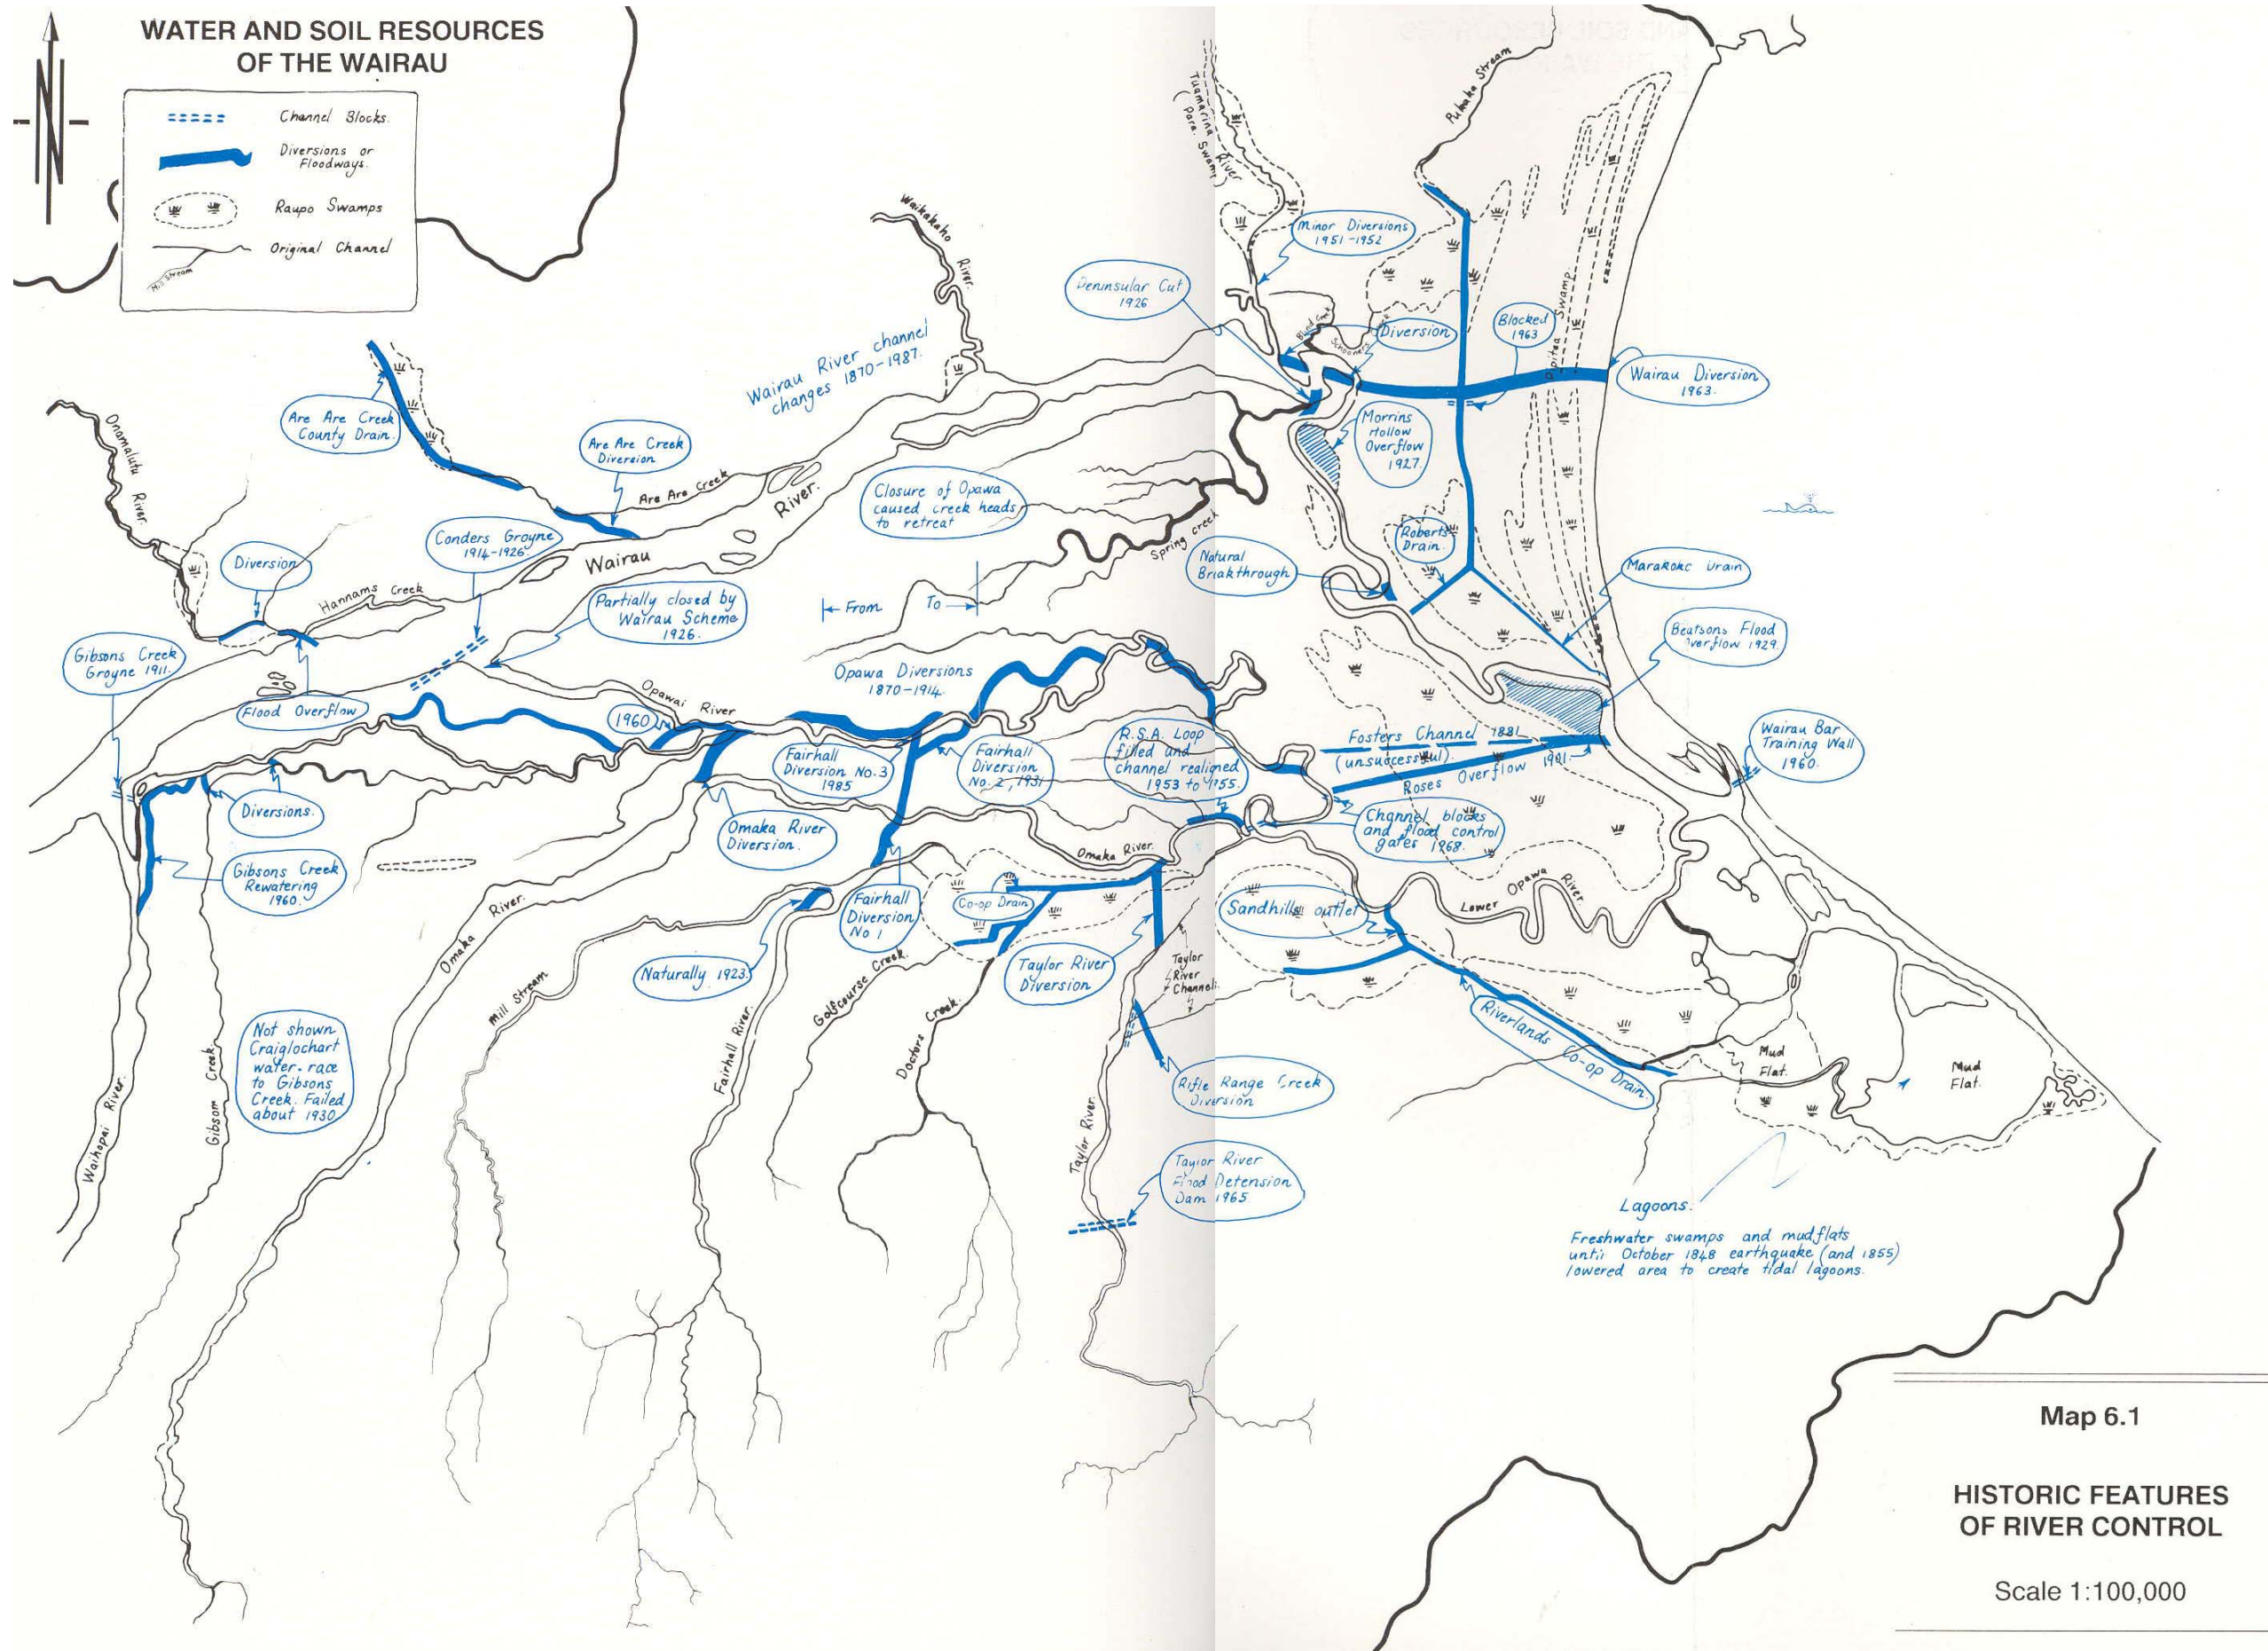 WATER AND SOIL RESOURCES
OF THE WAIRAU
Channel Blocks.
Diversions or
Floodways.
Raupo Swamps
Original Channel
Mill Stream
Tuamarina River
(Para. Swamp)
Pukaka Stream
Waikakaho River.
Minor Diversions
1951-1952
Peninsular Cut
1926
Blind Creek
Schooners
Diversion
Blocked
1963
Pipitea Swamp
Wairau Diversion
1963.
Wairau River channel
changes 1870-1987.
Are Are Creek
County Drain.
Are Are Creek
Diversion
Are Are Creek
Onamalutu River.
Morrins
Hollow
Overflow
1927.
Closure of Opawa
caused creek heads
to retreat
Conders Groyne
1914-1926.
Wairau River.
Spring Creek
Natural
Breakthrough
Roberts
Drain.
Marakoko Drain
Diversion
Hannams Creek
Partially closed by
Wairau Scheme
1926.
From To
Beatsons Flood
Overflow 1929.
Gibsons Creek
Groyne 1911.
Flood Overflow
Opawa Diversions
1870-1914.
Opawai River
1960
Fairhall
Diversion No.3
1985
Fairhall
Diversion
No.2, 1931
R.S.A. Loop
filled and
channel realigned
1953 to 1955.
Fosters Channel 1881
(unsuccessful).
Roses Overflow 1901.
Wairau Bar
Training Wall
1960.
Diversions.
Omaka River
Diversion.
Channel blocks
and flood control
gates 1968.
Gibsons Creek
Rewatering
1960.
Omaka River.
Omaka River.
Fairhall
Diversion
No 1
Co-op Drain
Sandhills outlet
Lower Opawa River.
Naturally 1923.
Taylor River
Diversion
Taylor
River
Channels.
Mill Stream
Golfcourse Creek.
Fairhall River.
Doctors Creek.
Not shown
Craiglochart
water-race
to Gibsons
Creek. Failed
about 1930
Gibsom Creek.
Waihopai River.
Rifle Range Creek
Diversion
Riverlands Co-op Drain.
Mud
Flat.
Mud
Flat.
Taylor River.
Taylor River
Flood Detension
Dam 1965
Lagoons.
Freshwater swamps and mudflats
until October 1848 earthquake (and 1855)
lowered area to create tidal lagoons.
Map 6.1
HISTORIC FEATURES
OF RIVER CONTROL
Scale 1:100,000